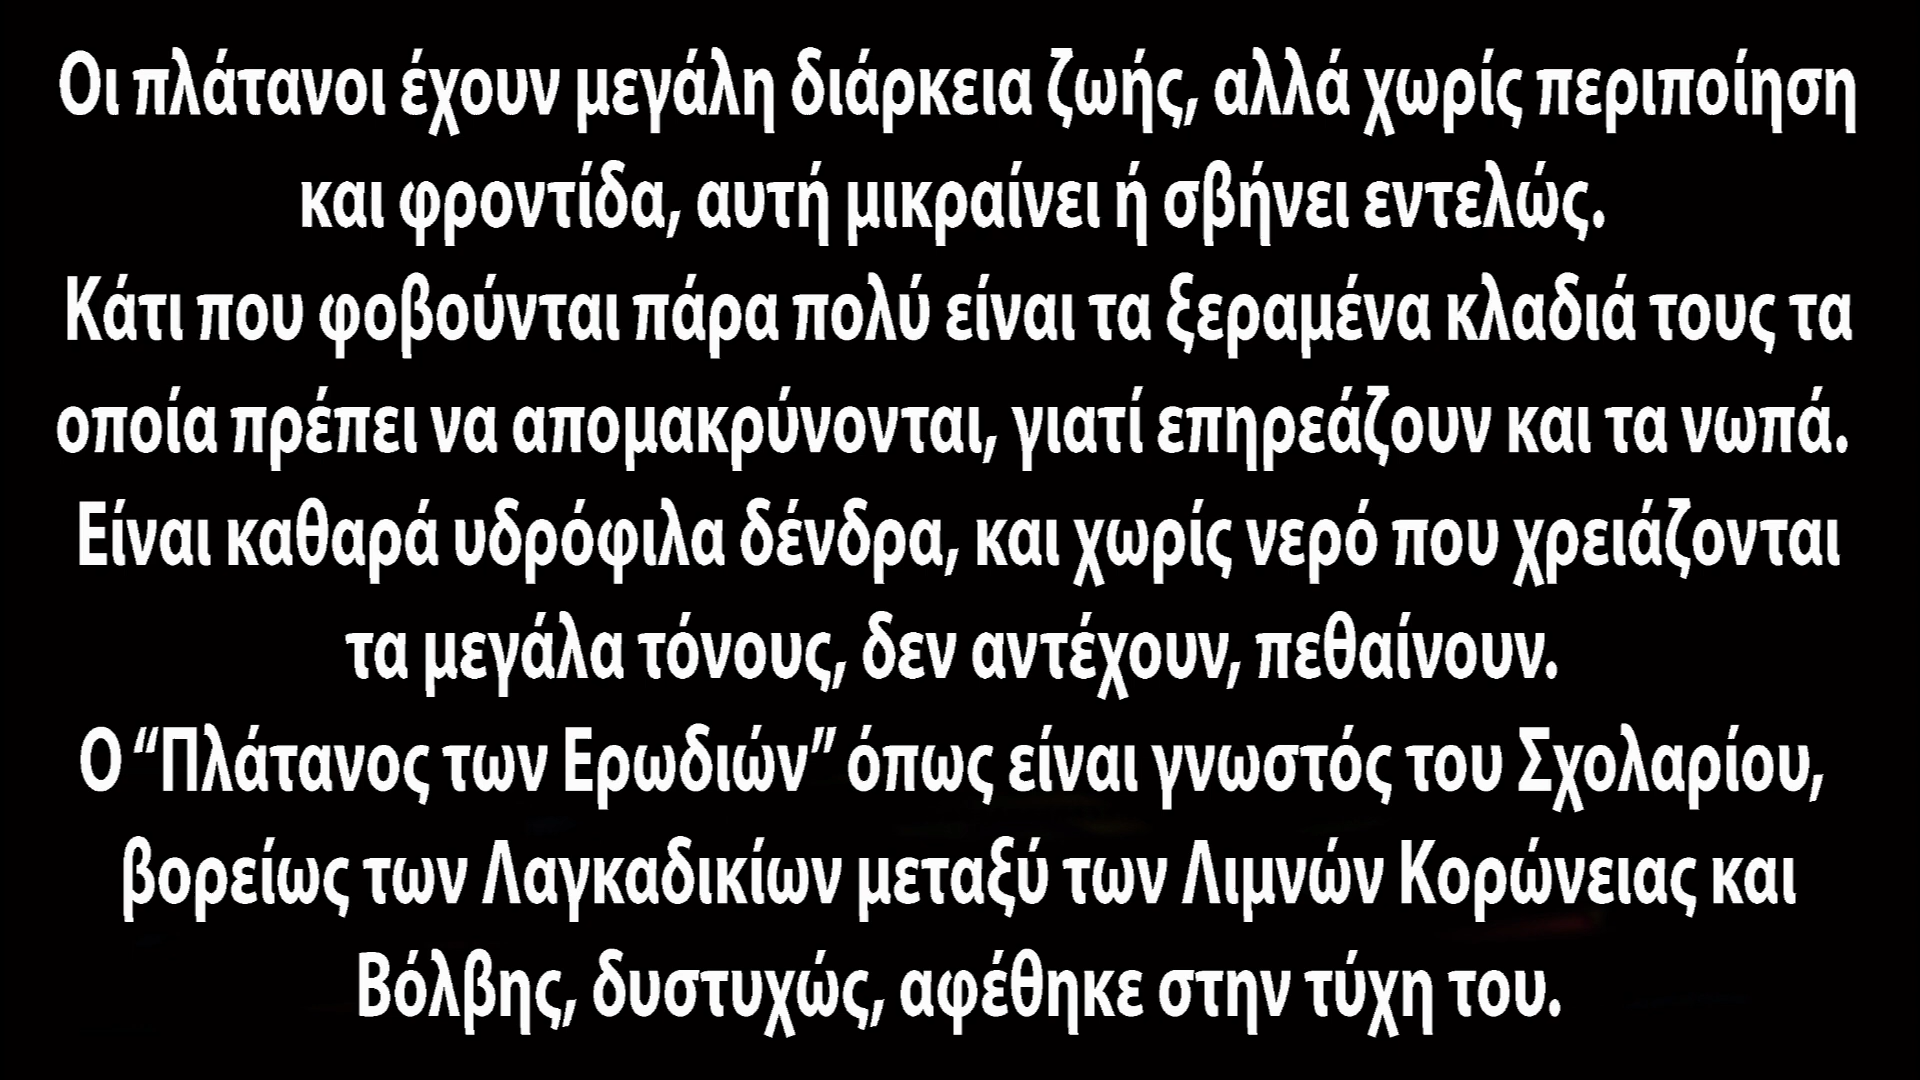 Οι πλάτανοι έχουν μεγάλη διάρκεια ζωής, αλλά χωρίς περιποίηση
και φροντίδα, αυτή μικραίνει ή σβήνει εντελώς.
Κάτι που φοβούνται πάρα πολύ είναι τα ξεραμένα κλαδιά τους τα
οποία πρέπει να απομακρύνονται, γιατί επηρεάζουν και τα νωπά.
Είναι καθαρά υδρόφιλα δένδρα, και χωρίς νερό που χρειάζονται
τα μεγάλα τόνους, δεν αντέχουν, πεθαίνουν.
Ο “Πλάτανος των Ερωδιών” όπως είναι γνωστός του Σχολαρίου,
βορείως των Λαγκαδικίων μεταξύ των Λιμνών Κορώνειας και
Βόλβης, δυστυχώς, αφέθηκε στην τύχη του.